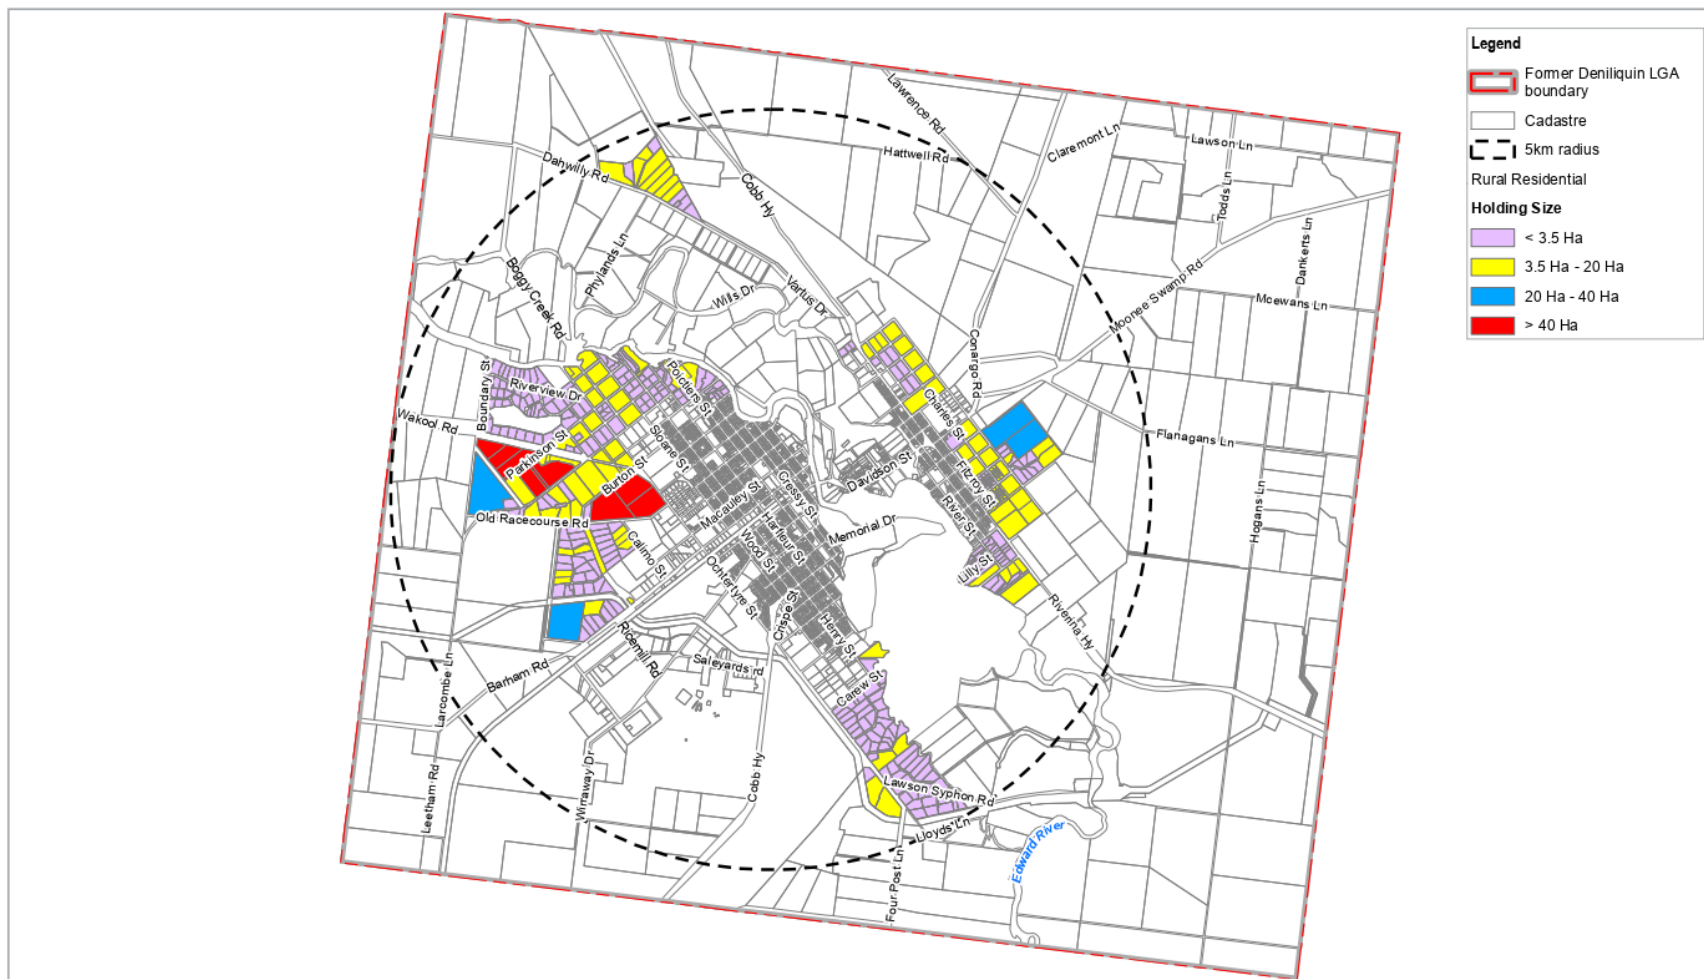 Legend
Former Deniliquin LGA
boundary
Cadastre
5km radius
Rural Residential
Holding Size
< 3.5 Ha
3.5 Ha - 20 Ha
20 Ha - 40 Ha
> 40 Ha
Lawrence Rd
Hattwell Rd
Claremont Ln
Lawson Ln
Todds Ln
Dankerts Ln
Dahwilly Rd
Cobb Hy
Phylands Ln
Boggy Creek Rd
Wills Dr
Vartus Dr
Moonee Swamp Rd
Mcewans Ln
Conargo Rd
Boundary St
Riverview Dr
Poictiers St
Charles St
Wakool Rd
Parkinson St
Sloane St
Burton St
Flanagans Ln
Davidson St
Fitzroy St
Cressy St
Macauley St
River St
Hogans Ln
Old Racecourse Rd
Harfleur St
Memorial Dr
Wood St
Calimo St
Lilly St
Ochtertyre St
Crispe St
Riverina Hy
Henry St
Ricemill Rd
Saleyards rd
Larcombe Ln
Barham Rd
Carew St
Wirraway Dr
Cobb Hy
Leetham Rd
Lawson Syphon Rd
Lloyds Ln
Edward River
Four Post Ln